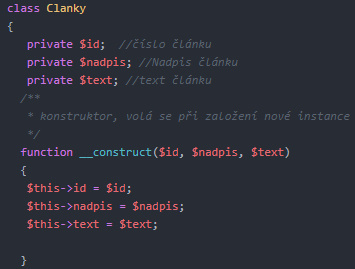 class Clanky
{
private $id; //číslo článku
private $nadpis; //Nadpis článku
private $text; //text článku
/**
* konstruktor, volá se při založení nové instance
*/
function __construct($id, $nadpis, $text)
{
$this->id = $id;
$this->nadpis = $nadpis;
$this->text = $text;
}